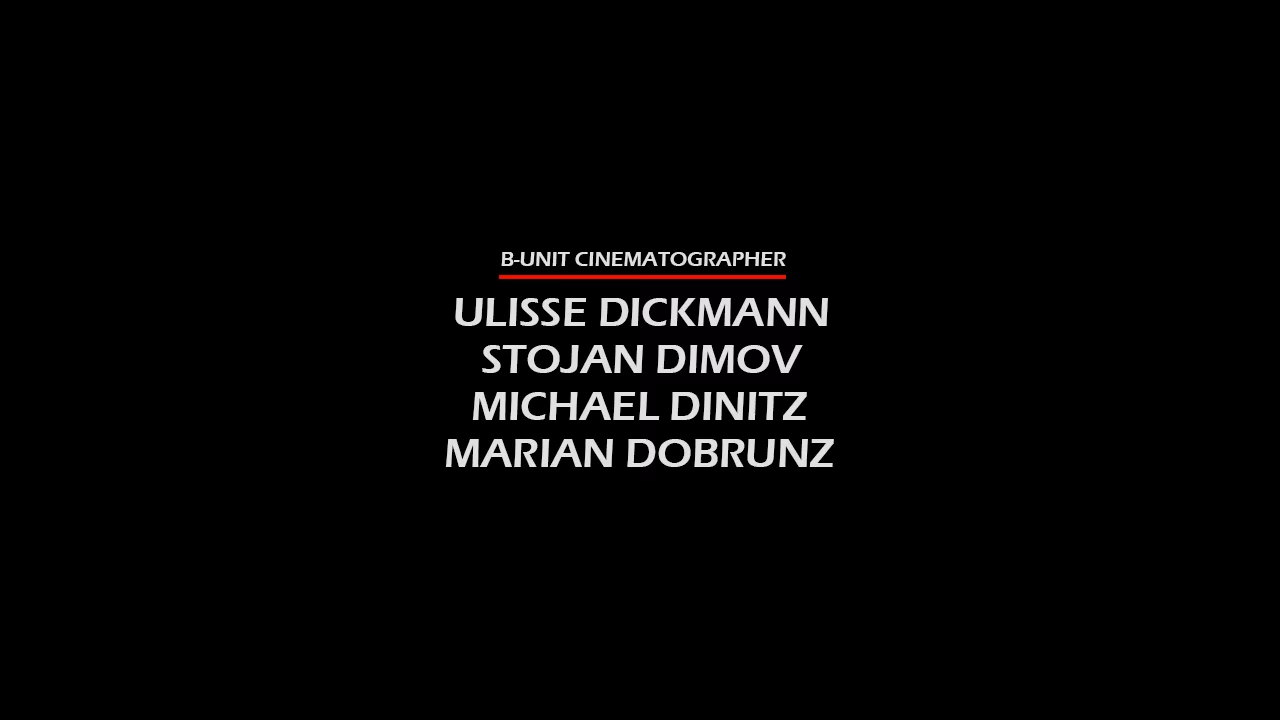 B-UNIT CINEMATOGRAPHER
ULISSE DICKMANN
STOJAN DIMOV
MICHAEL DINITZ
MARIAN DOBRUNZ